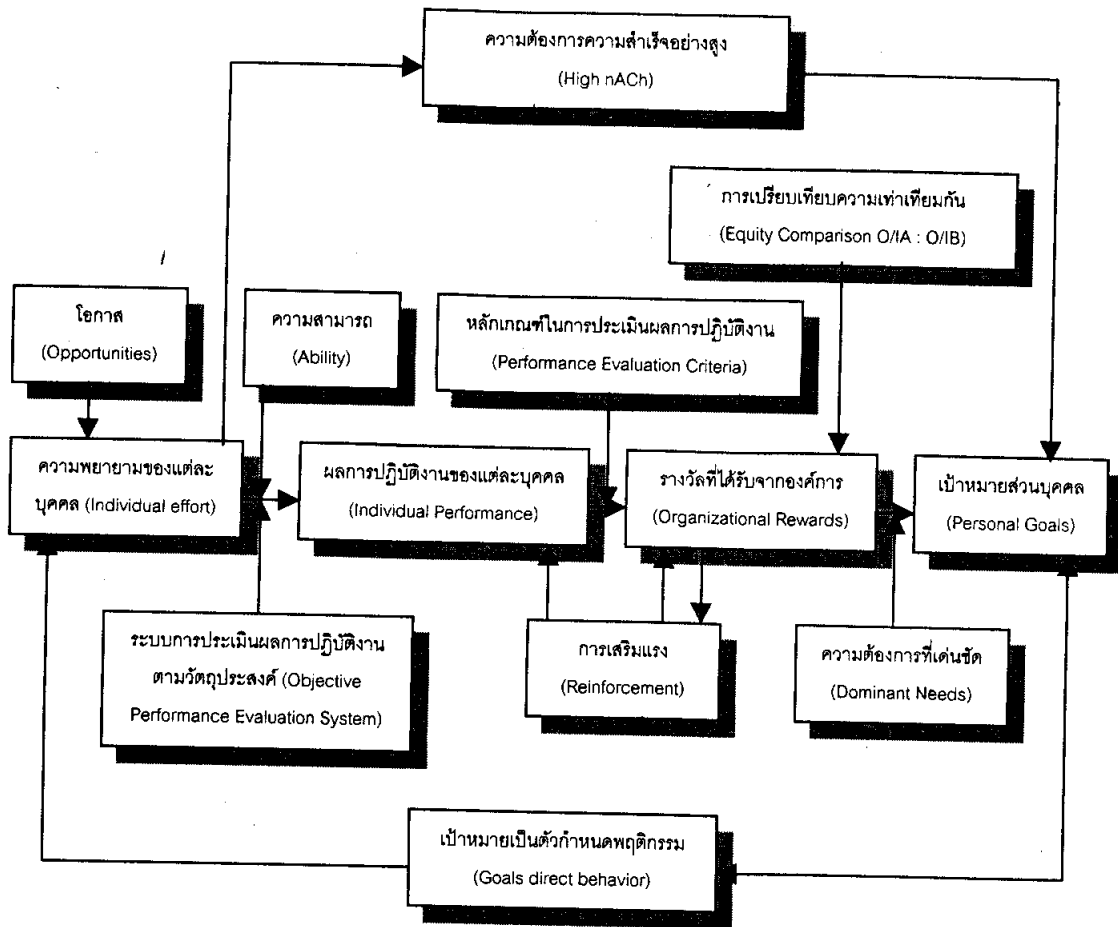 ความต้องการความสำเร็จอย่างสูง
(High nACh)
การเปรียบเทียบความเท่าเทียมกัน
(Equity Comparison O/IA : O/IB)
โอกาส
(Opportunities)
ความสามารถ
(Ability)
หลักเกณฑ์ในการประเมินผลการปฏิบัติงาน
(Performance Evaluation Criteria)
ความพยายามของแต่ละ
บุคคล (Individual effort)
ผลการปฏิบัติงานของแต่ละบุคคล
(Individual Performance)
รางวัลที่ได้รับจากองค์การ
(Organizational Rewards)
เป้าหมายส่วนบุคคล
(Personal Goals)
ระบบการประเมินผลการปฏิบัติงาน
ตามวัตถุประสงค์ (Objective
Performance Evaluation System)
การเสริมแรง
(Reinforcement)
ความต้องการที่เด่นชัด
(Dominant Needs)
เป้าหมายเป็นตัวกำหนดพฤติกรรม
(Goals direct behavior)